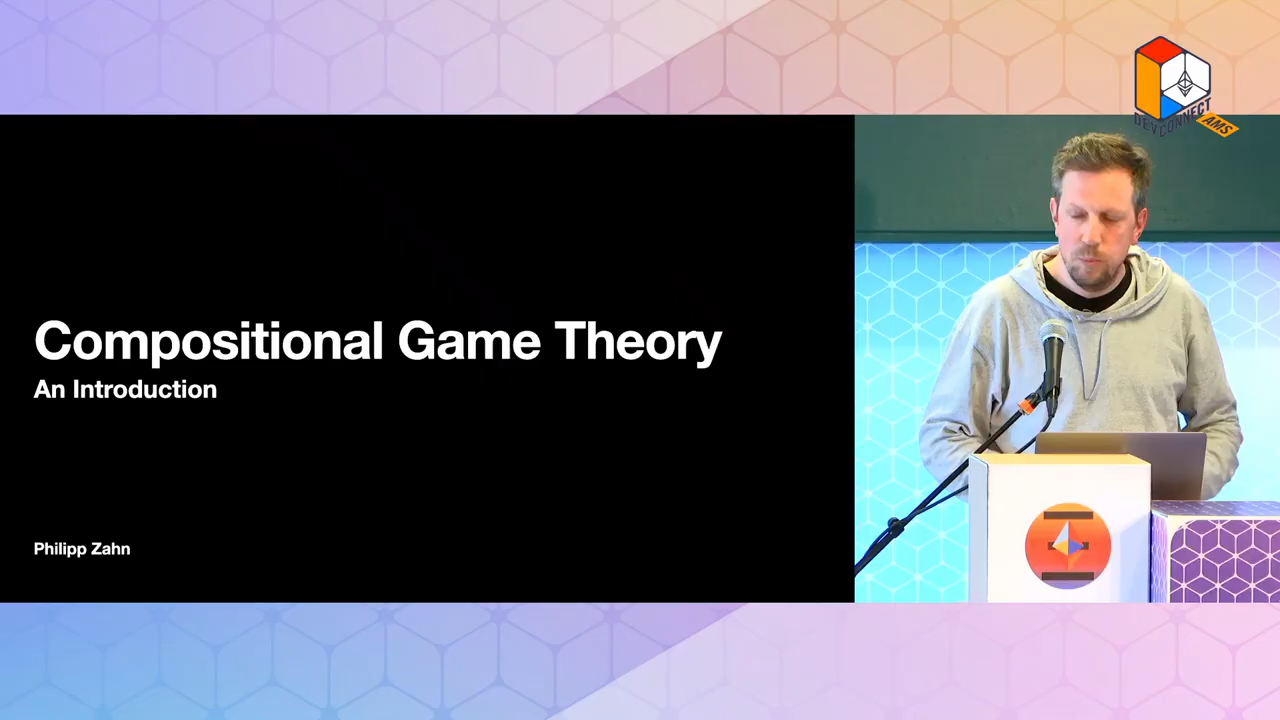 Compositional Game Theory
An Introduction
Philipp Zahn
DEVCONNECT
AMS